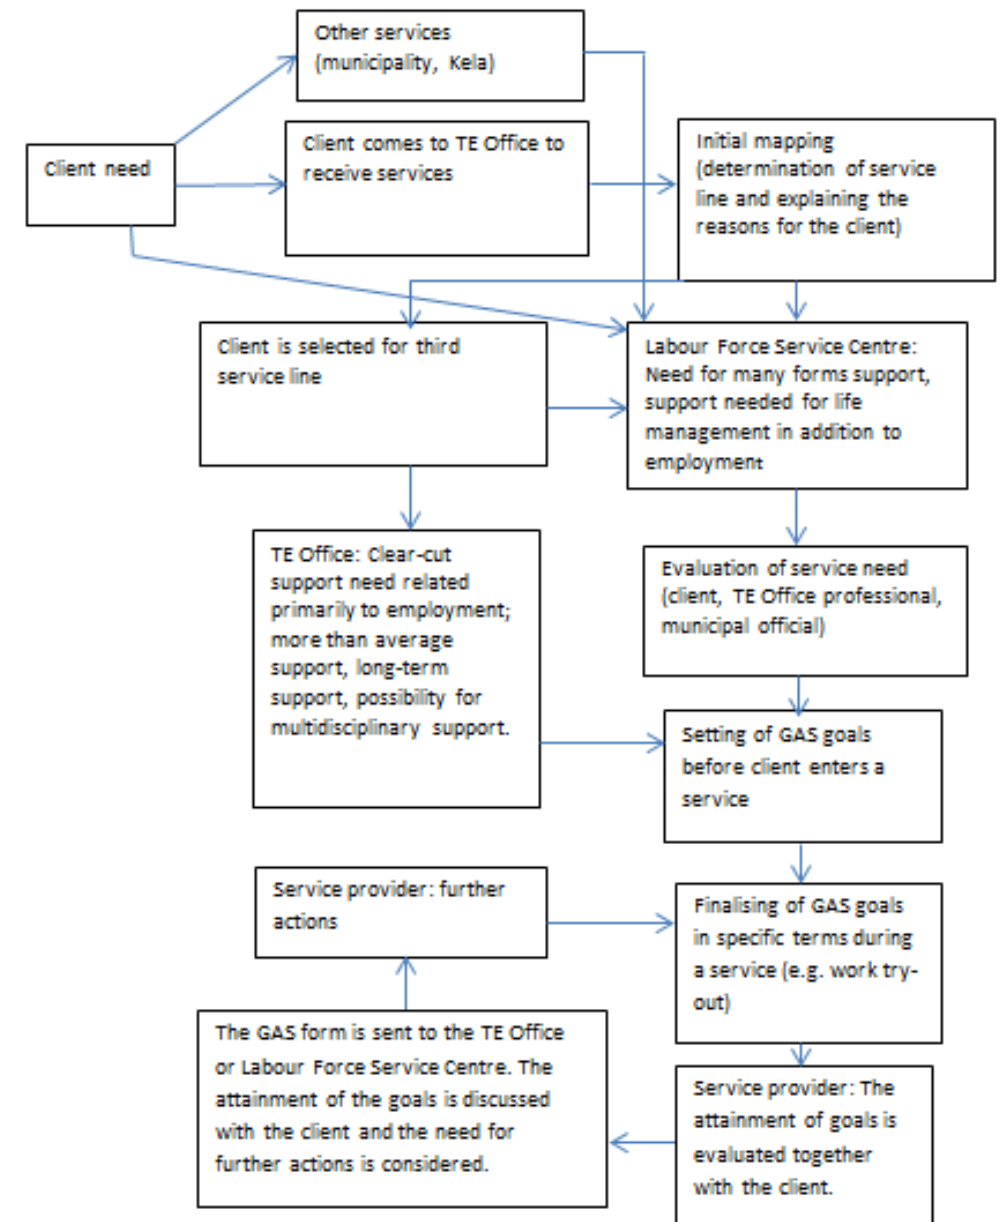 Other services
(municipality, Kela)
Client need
Client comes to TE Office to
receive services
Initial mapping
(determination of service
line and explaining the
reasons for the client)
Client is selected for third
service line
Labour Force Service Centre:
Need for many forms support,
support needed for life
management in addition to
employment
TE Office: Clear-cut
support need related
primarily to employment;
more than average
support, long-term
support, possibility for
multidisciplinary support.
Evaluation of service need
(client, TE Office professional,
municipal official)
Setting of GAS goals
before client enters a
service
Service provider: further
actions
Finalising of GAS goals
in specific terms during
a service (e.g. work try-
out)
The GAS form is sent to the TE Office
or Labour Force Service Centre. The
attainment of the goals is discussed
with the client and the need for
further actions is considered.
Service provider: The
attainment of goals is
evaluated together
with the client.